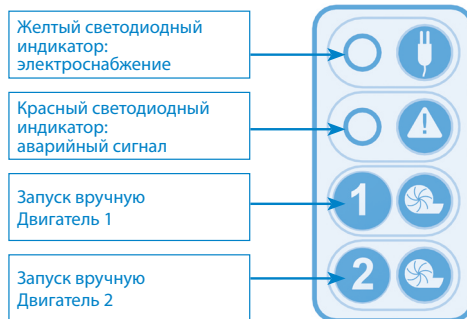 Желтый светодиодный
индикатор:
электроснабжение
Красный светодиодный
индикатор:
аварийный сигнал
Запуск вручную
Двигатель 1
1
Запуск вручную
Двигатель 2
2